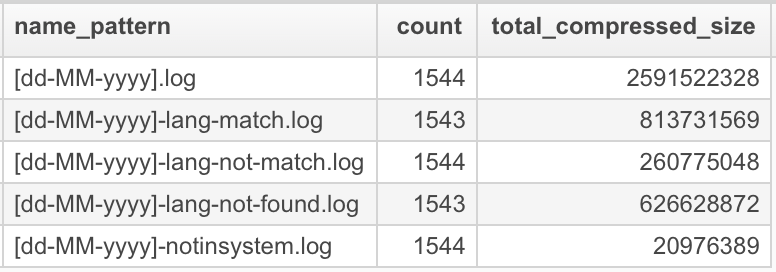 name_pattern count total_compressed_size
[dd-MM-yyyy].log 1544 2591522328
[dd-MM-yyyy]-lang-match.log 1543 813731569
[dd-MM-yyyy]-lang-not-match.log 1544 260775048
[dd-MM-yyyy]-lang-not-found.log 1543 626628872
[dd-MM-yyyy]-notinsystem.log 1544 20976389